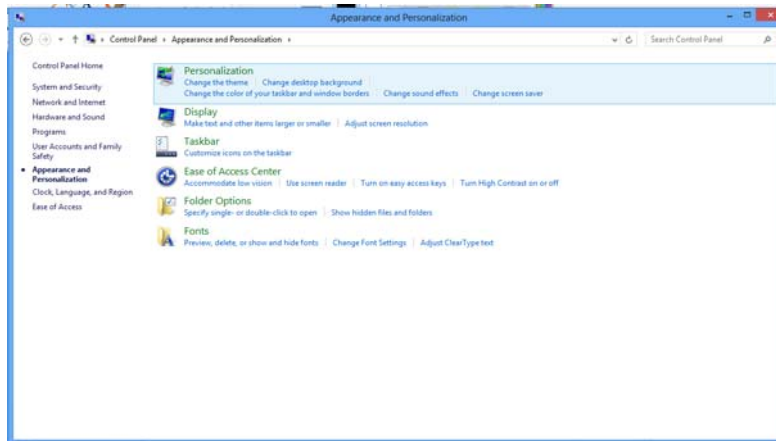 Appearance and Personalization
Control Panel Appearance and Personalization
Search Control Panel
Control Panel Home
System and Security
Network and Internet
Hardware and Sound
Programs
User Accounts and Family
Safety
Appearance and
Personalization
Clock, Language, and Region
Ease of Access
Personalization
Change the theme Change desktop background
Change the color of your taskbar and window borders Change sound effects Change screen saver
Display
Make text and other items larger or smaller Adjust screen resolution
Taskbar
Customize icons on the taskbar
Ease of Access Center
Accommodate low vision Use screen reader Turn on easy access keys Turn High Contrast on or off
Folder Options
Specify single- or double-click to open Show hidden files and folders
Fonts
Preview, delete, or show and hide fonts Change Font Settings Adjust ClearType text